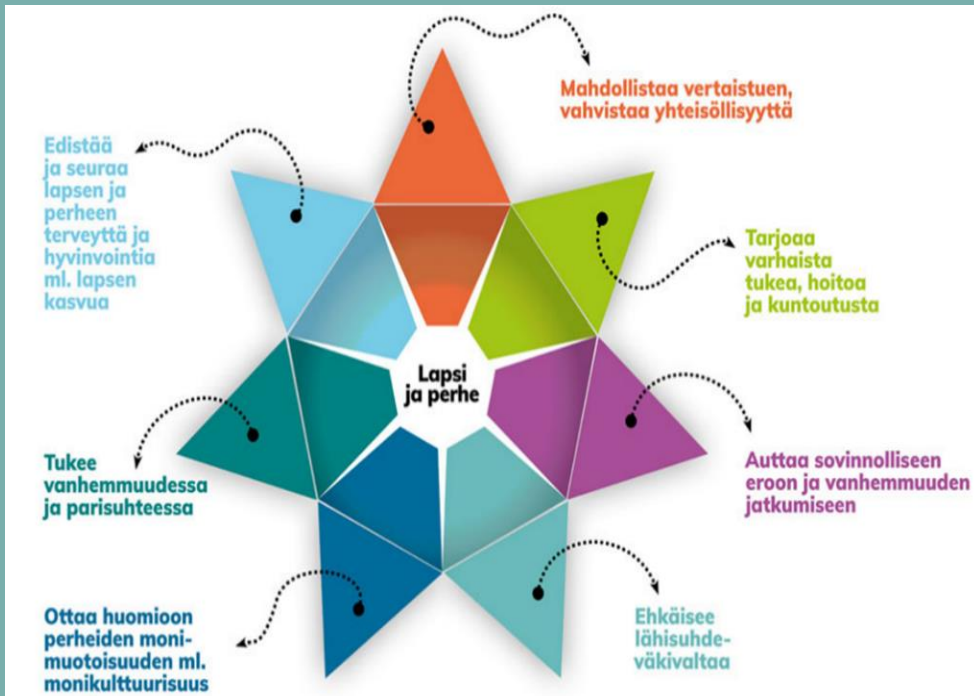 Mahdollistaa vertaistuen,
vahvistaa yhteisöllisyyttä
Edistää
ja seuraa
lapsen ja
perheen
terveyttä ja
hyvinvointia
ml. lapsen
kasvua
Tarjoaa
varhaista
tukea, hoitoa
ja kuntoutusta
Lapsi
ja perhe
Tukee
vanhemmuudessa
ja parisuhteessa
Auttaa sovinnolliseen
eroon ja vanhemmuuden
jatkumiseen
Ottaa huomioon
perheiden moni-
muotoisuuden ml.
monikulttuurisuus
Ehkäisee
lähisuhde-
väkivaltaa